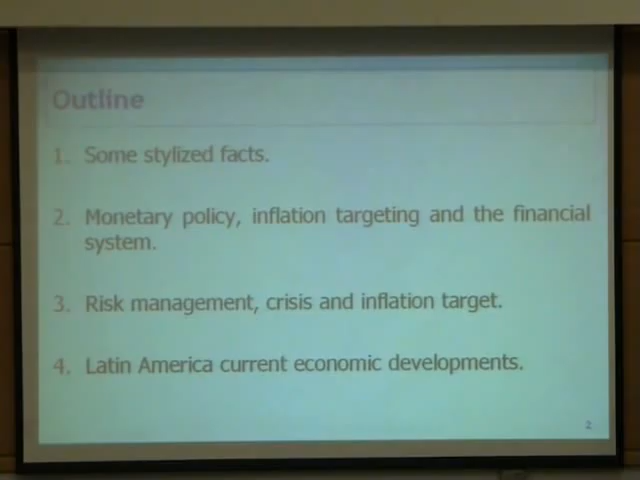 Outline
1. Some stylized facts.
2. Monetary policy, inflation targeting and the financial
system.
3. Risk management, crisis and inflation target.
4. Latin America current economic developments.
2